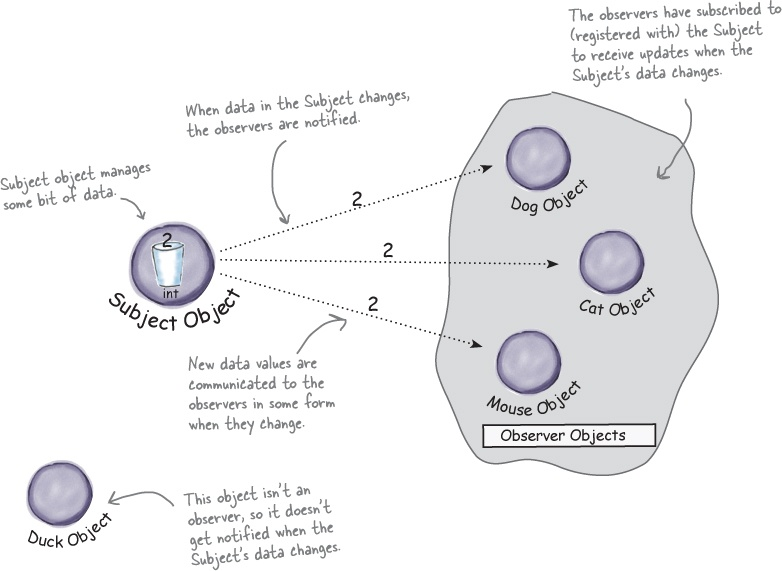 The observers have subscribed to
(registered with) the Subject
to receive updates when the
Subject's data changes.
When data in the Subject changes,
the observers are notified.
Subject object manages
some bit of data.
2
int
Subject Object
2
2
2
Dog Object
Cat Object
Mouse Object
Observer Objects
New data values are
communicated to the
observers in some form
when they change.
Duck Object
This object isn't an
observer, so it doesn't
get notified when the
Subject's data changes.